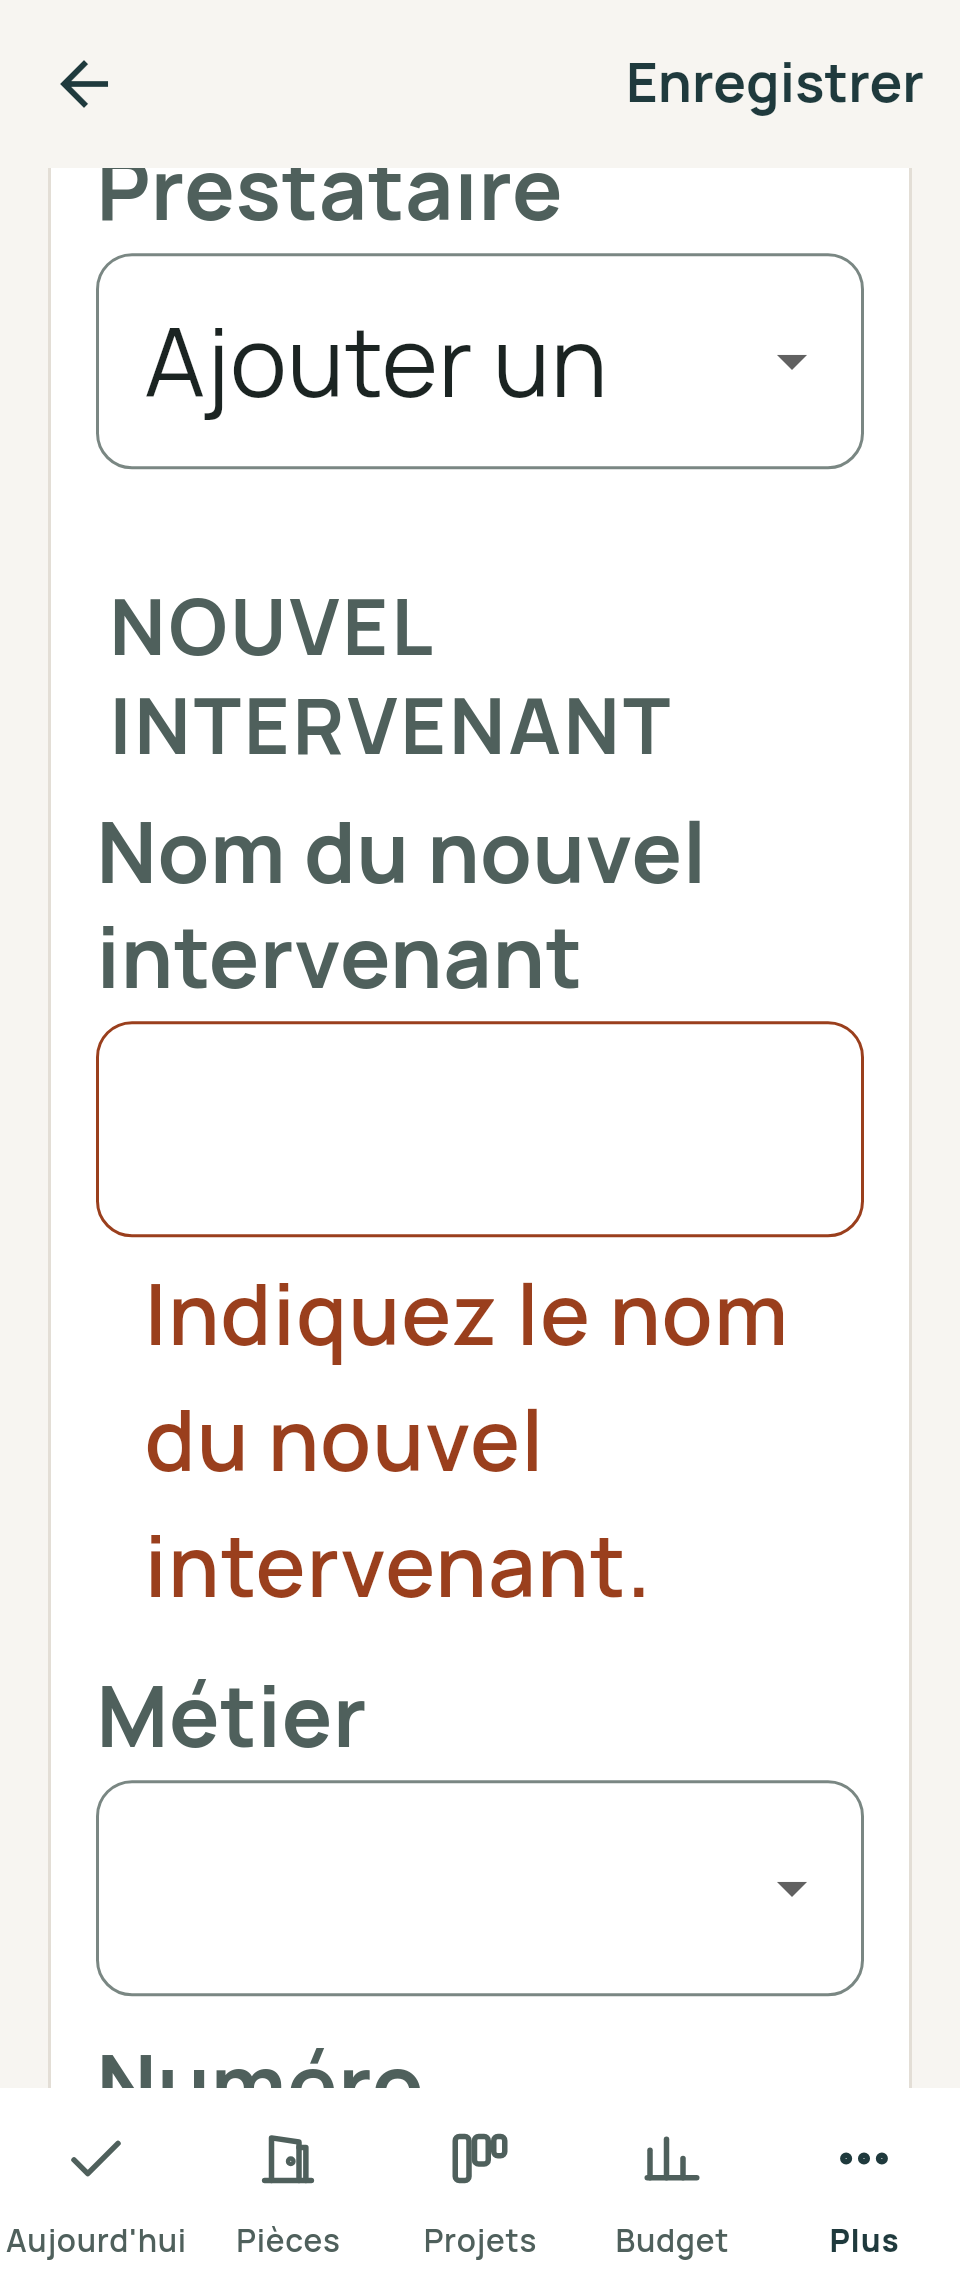 Enregistrer
Prestataire
Ajouter un
NOUVEL
INTERVENANT
Nom du nouvel
intervenant
Indiquez le nom
du nouvel
intervenant.
Métier
Numéro
Aujourd'hui
Pièces
Projets
Budget
Plus